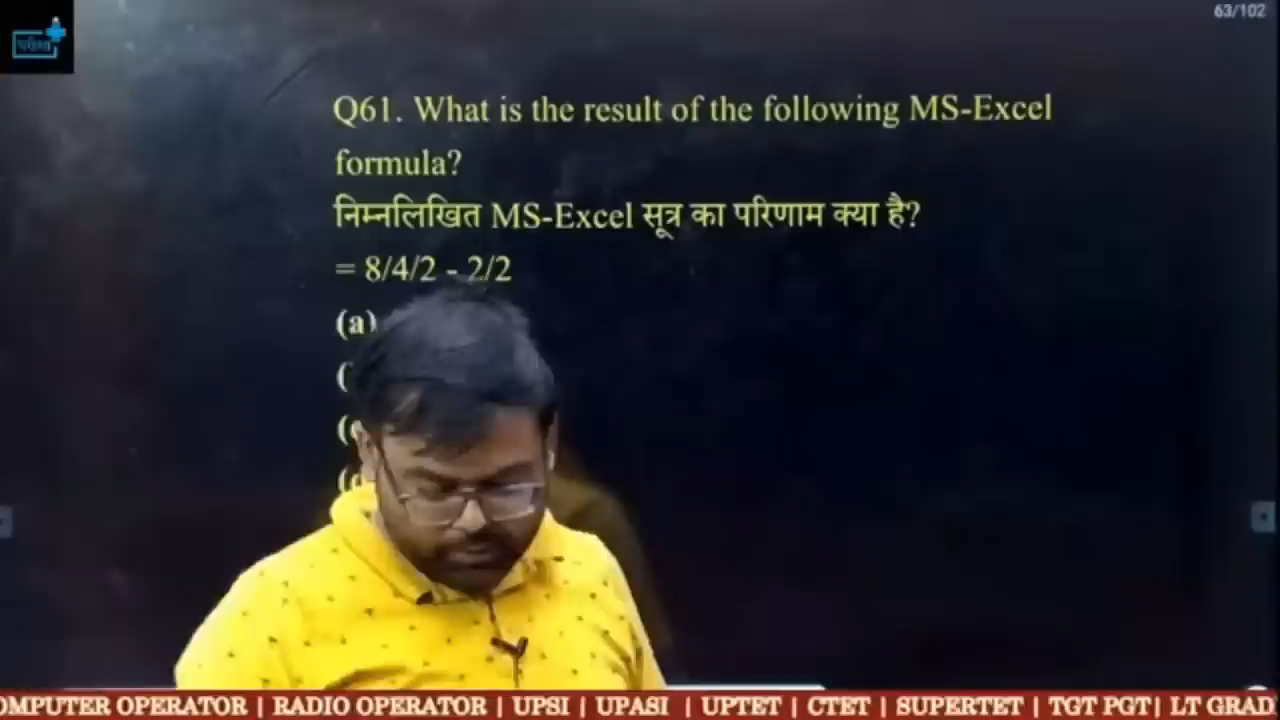 63/102
Q61. What is the result of the following MS-Excel
formula?
निम्नलिखित MS-Excel सूत्र का परिणाम क्या है?
= 8/4/2 - 2/2
(a)
COMPUTER OPERATOR | RADIO OPERATOR | UPSI | UPASI | UPTET | CTET | SUPERTET | TGT PGT| LT GRAD